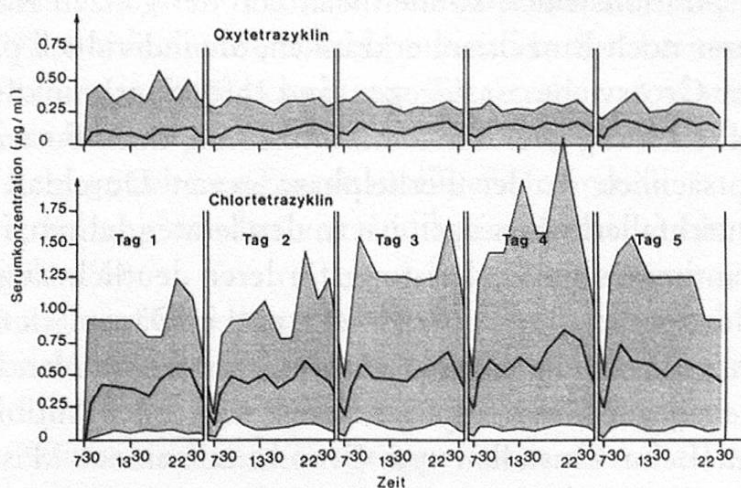 Oxytetrazyklin
0.75
0.50
0.25
0
Serumkonzentration (µg / ml)
Chlortetrazyklin
1.75
1.50
1.25
1.00
0.75
0.50
0.25
0
Tag 1 Tag 2 Tag 3 Tag 4 Tag 5
7³⁰ 13³⁰ 22³⁰ 7³⁰ 13³⁰ 22³⁰ 7³⁰ 13³⁰ 22³⁰ 7³⁰ 13³⁰ 22³⁰ 7³⁰ 13³⁰ 22³⁰
Zeit